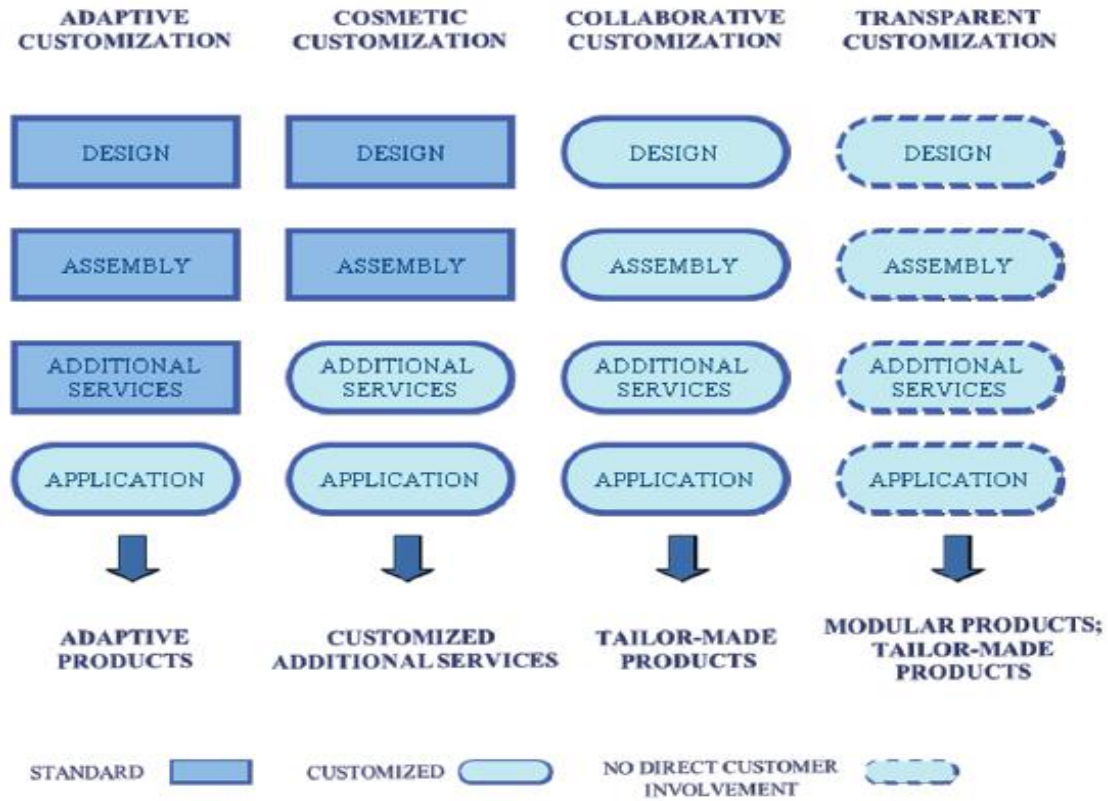 ADAPTIVE
CUSTOMIZATION
COSMETIC
CUSTOMIZATION
COLLABORATIVE
CUSTOMIZATION
TRANSPARENT
CUSTOMIZATION
DESIGN
DESIGN
DESIGN
DESIGN
ASSEMBLY
ASSEMBLY
ASSEMBLY
ASSEMBLY
ADDITIONAL
SERVICES
ADDITIONAL
SERVICES
ADDITIONAL
SERVICES
ADDITIONAL
SERVICES
APPLICATION
APPLICATION
APPLICATION
APPLICATION
ADAPTIVE
PRODUCTS
CUSTOMIZED
ADDITIONAL SERVICES
TAILOR-MADE
PRODUCTS
MODULAR PRODUCTS;
TAILOR-MADE
PRODUCTS
STANDARD
CUSTOMIZED
NO DIRECT CUSTOMER
INVOLVEMENT